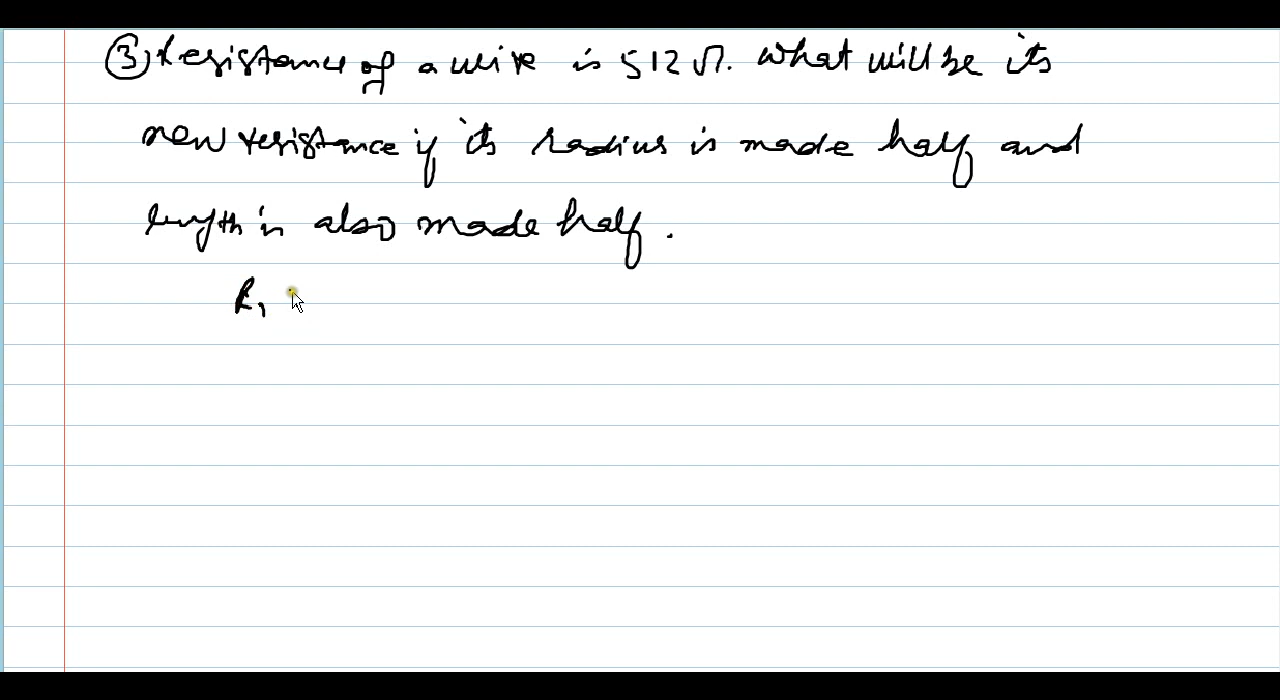 ③ Resistance of a wire is 512 Ω. What will be its
new resistance if its radius is made half and
length is also made half.
R₁